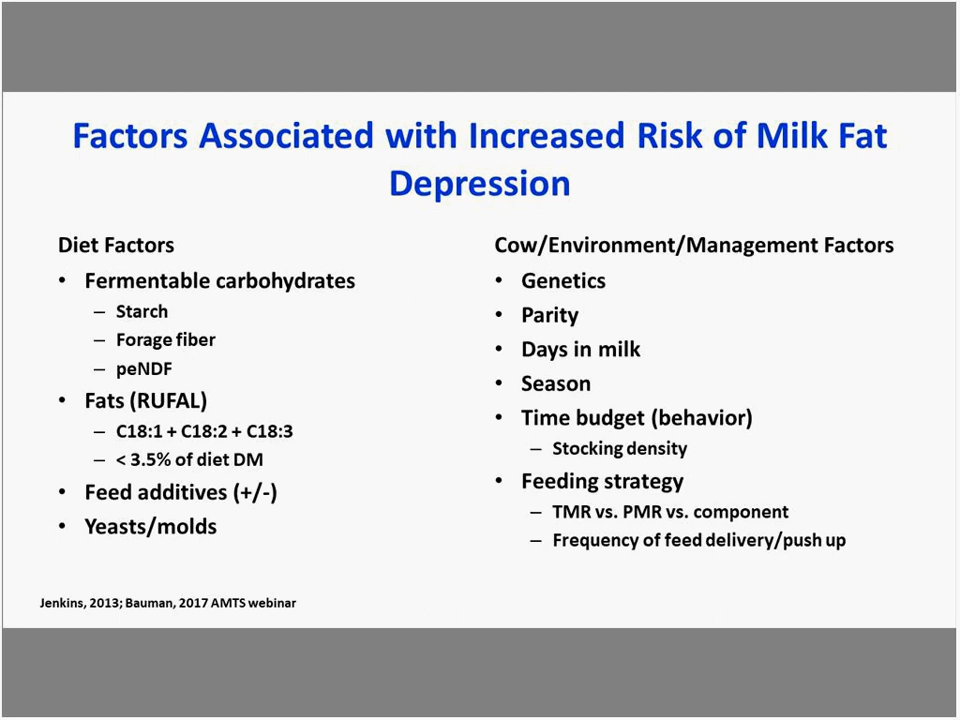 Factors Associated with Increased Risk of Milk Fat
Depression
Diet Factors
• Fermentable carbohydrates
– Starch
– Forage fiber
– peNDF
• Fats (RUFAL)
– C18:1 + C18:2 + C18:3
– < 3.5% of diet DM
• Feed additives (+/-)
• Yeasts/molds
Cow/Environment/Management Factors
• Genetics
• Parity
• Days in milk
• Season
• Time budget (behavior)
– Stocking density
• Feeding strategy
– TMR vs. PMR vs. component
– Frequency of feed delivery/push up
Jenkins, 2013; Bauman, 2017 AMTS webinar